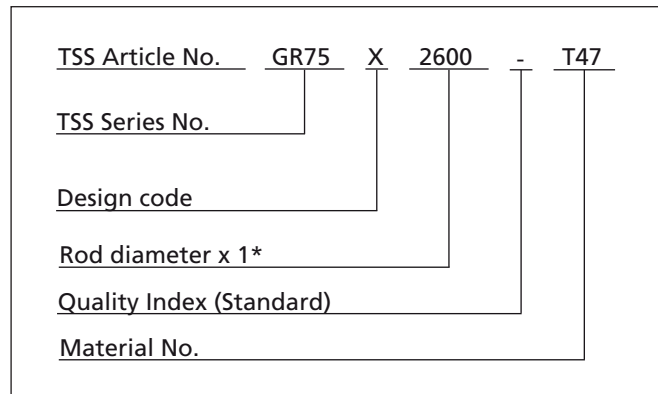 TSS Article No. GR75 X 2600 - T47
TSS Series No.
Design code
Rod diameter x 1*
Quality Index (Standard)
Material No.